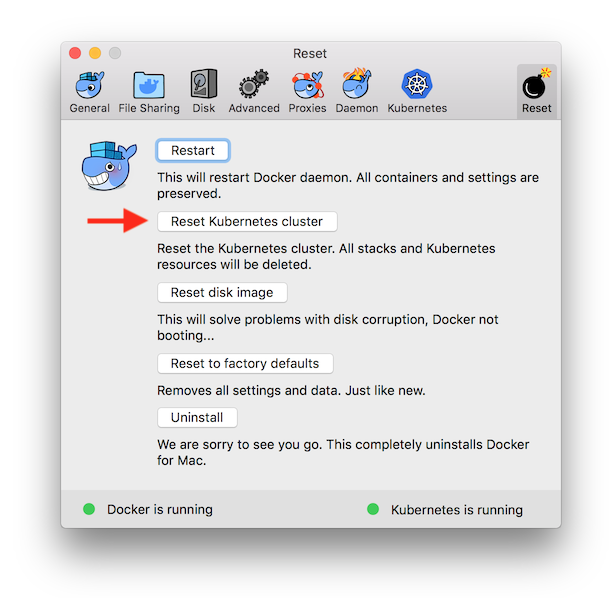 Reset
General
File Sharing
Disk
Advanced
Proxies
Daemon
Kubernetes
Reset
Restart
This will restart Docker daemon. All containers and settings are
preserved.
Reset Kubernetes cluster
Reset the Kubernetes cluster. All stacks and Kubernetes
resources will be deleted.
Reset disk image
This will solve problems with disk corruption, Docker not
booting...
Reset to factory defaults
Removes all settings and data. Just like new.
Uninstall
We are sorry to see you go. This completely uninstalls Docker
for Mac.
Docker is running
Kubernetes is running